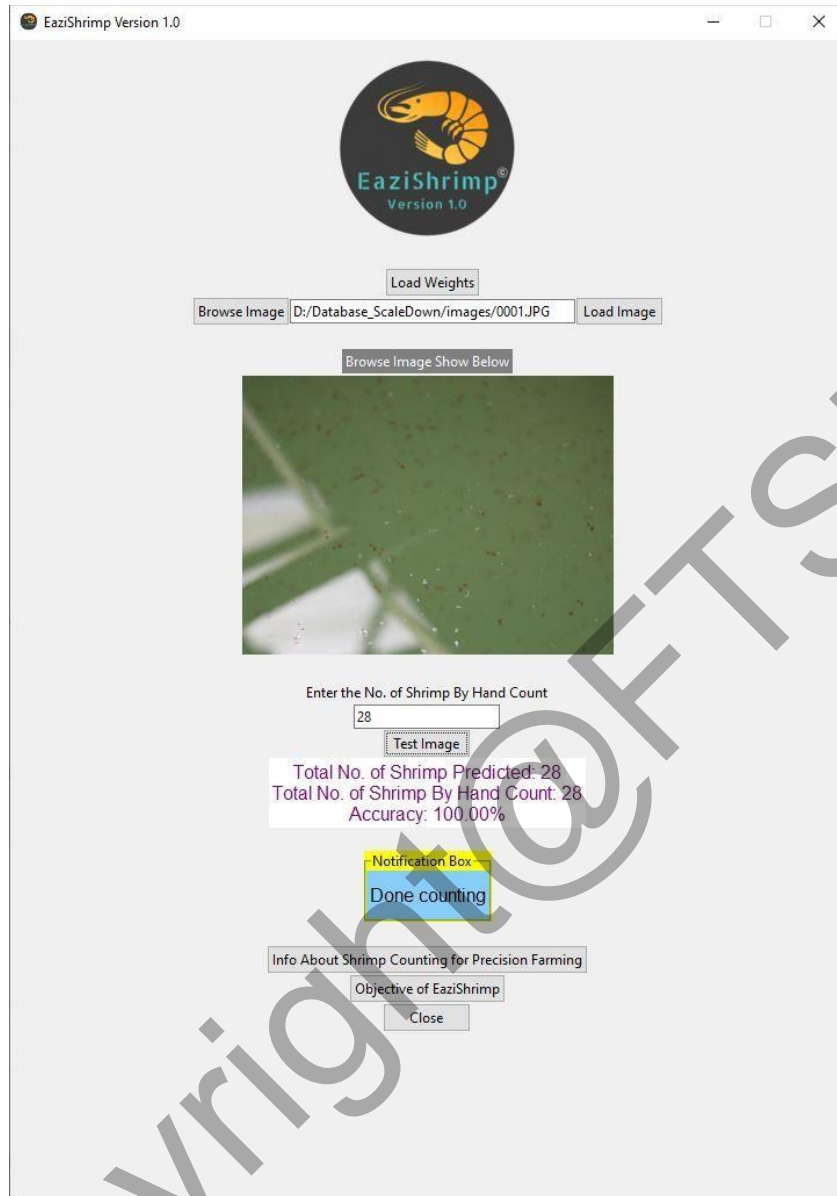 EaziShrimp Version 1.0
EaziShrimp©
Version 1.0
Load Weights
Browse Image D:/Database_ScaleDown/images/0001.JPG Load Image
Browse Image Show Below
Enter the No. of Shrimp By Hand Count
28
Test Image
Total No. of Shrimp Predicted: 28
Total No. of Shrimp By Hand Count: 28
Accuracy: 100.00%
Notification Box
Done counting
Info About Shrimp Counting for Precision Farming
Objective of EaziShrimp
Close
yright@FTS